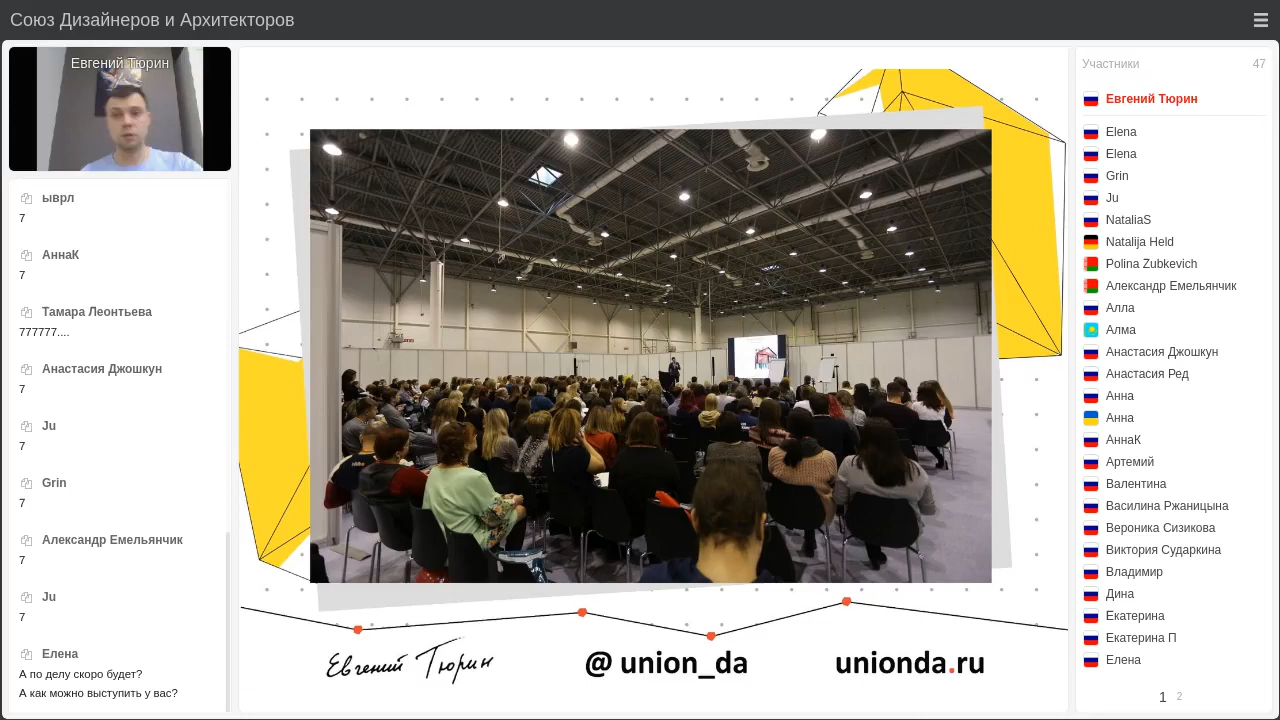 Союз Дизайнеров и Архитекторов
Евгений Тюрин
ыврл
7
АннаК
7
Тамара Леонтьева
777777....
Анастасия Джошкун
7
Ju
7
Grin
7
Александр Емельянчик
7
Ju
7
Елена
А по делу скоро будет?
А как можно выступить у вас?
Евгений Тюрин
@ union_da
unionda.ru
Участники 47
Евгений Тюрин
Elena
Elena
Grin
Ju
NataliaS
Natalija Held
Polina Zubkevich
Александр Емельянчик
Алла
Алма
Анастасия Джошкун
Анастасия Ред
Анна
Анна
АннаК
Артемий
Валентина
Василина Ржаницына
Вероника Сизикова
Виктория Сударкина
Владимир
Дина
Екатерина
Екатерина П
Елена
1 2